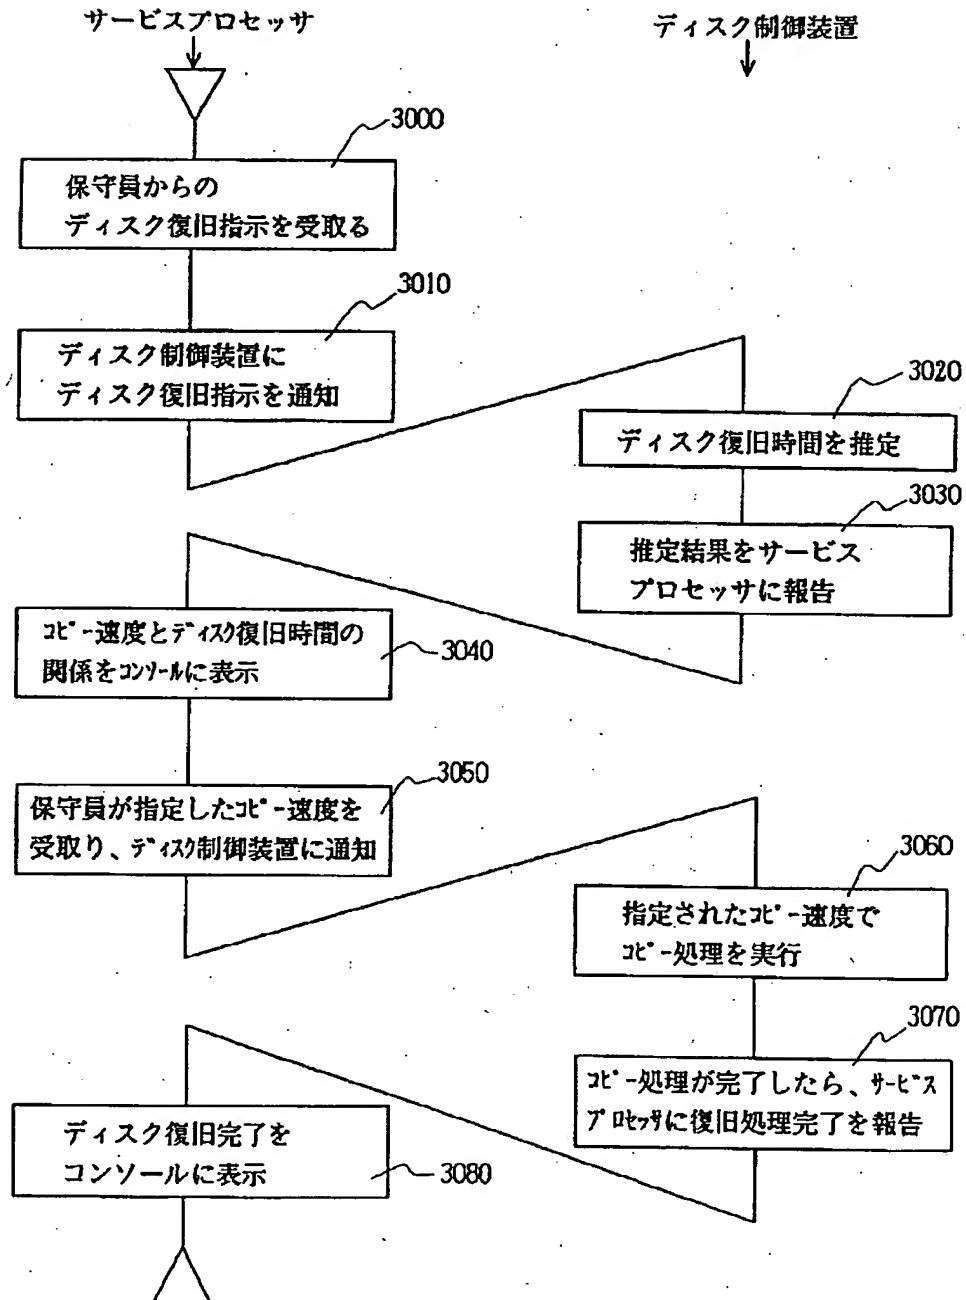 サービスプロセッサ
ディスク制御装置
3000
保守員からの
ディスク復旧指示を受取る
3010
ディスク制御装置に
ディスク復旧指示を通知
3020
ディスク復旧時間を推定
3030
推定結果をサービス
プロセッサに報告
3040
ｺﾋﾟｰ速度とﾃﾞｨｽｸ復旧時間の
関係をｺﾝｿｰﾙに表示
3050
保守員が指定したｺﾋﾟｰ速度を
受取り、ﾃﾞｨｽｸ制御装置に通知
3060
指定されたｺﾋﾟｰ速度で
ｺﾋﾟｰ処理を実行
3070
ｺﾋﾟｰ処理が完了したら、ｻｰﾋﾞｽ
ﾌﾟﾛｾｯｻに復旧処理完了を報告
3080
ディスク復旧完了を
コンソールに表示